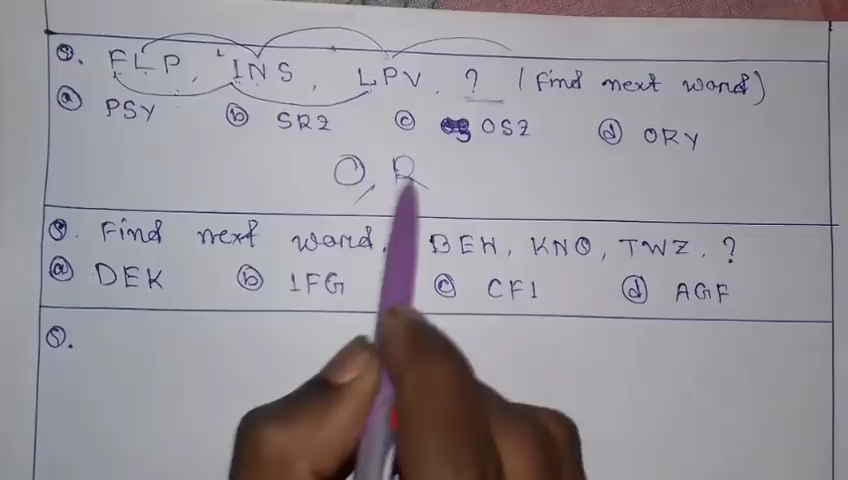 Q. FLP, INS, LPV, ? (Find next word)
(a) PSY (b) SRZ (c) OSZ (d) ORY
O, R
Q. Find next word. BEH, KNO, TWZ, ?
(a) DEK (b) IFG (c) CFI (d) AGF
Q.